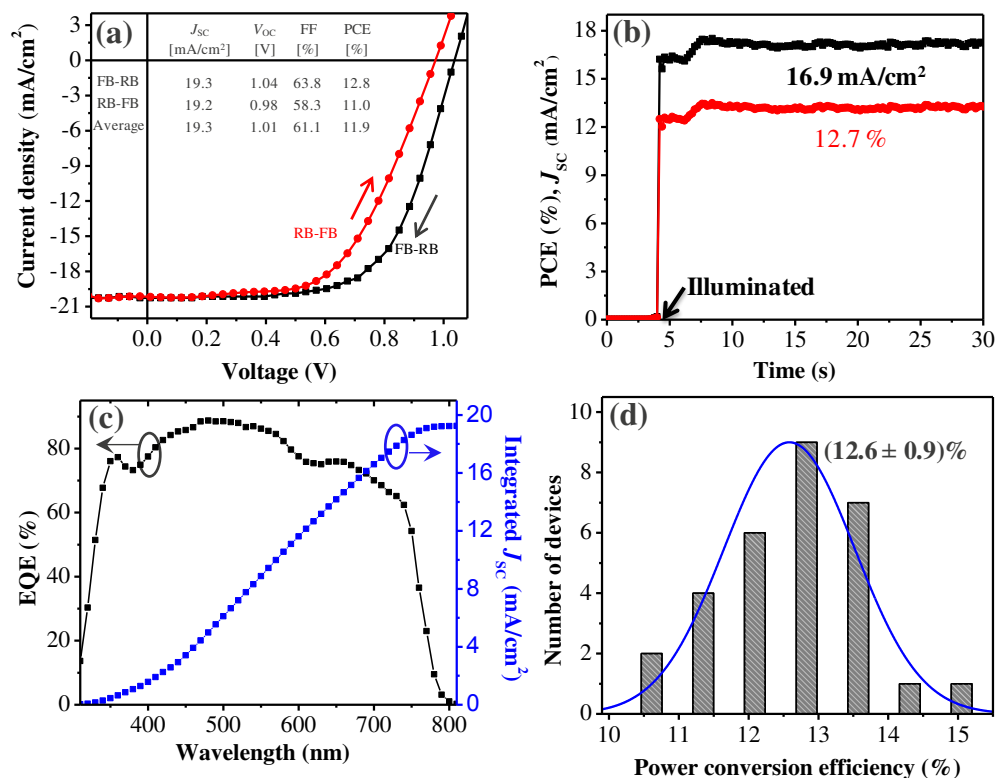 (a)
J_SC V_OC FF PCE
[mA/cm²] [V] [%] [%]
FB-RB 19.3 1.04 63.8 12.8
RB-FB 19.2 0.98 58.3 11.0
Average 19.3 1.01 61.1 11.9
RB-FB
FB-RB
3
0
-3
-6
-9
-12
-15
-18
-21
Current density (mA/cm²)
0.0 0.2 0.4 0.6 0.8 1.0
Voltage (V)
(b)
16.9 mA/cm²
12.7 %
Illuminated
18
15
12
9
6
3
0
PCE (%), J_SC (mA/cm²)
0 5 10 15 20 25 30
Time (s)
(c)
80
60
40
20
0
EQE (%)
20
16
12
8
4
0
Integrated J_SC (mA/cm²)
400 500 600 700 800
Wavelength (nm)
(d)
(12.6 ± 0.9)%
10
8
6
4
2
0
Number of devices
10 11 12 13 14 15
Power conversion efficiency (%)